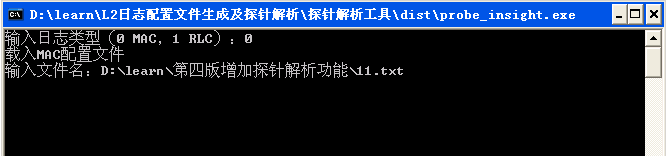 D:\learn\L2日志配置文件生成及探针解析\探针解析工具\dist\probe_insight.exe
输入日志类型（0 MAC, 1 RLC）：0
载入MAC配置文件
输入文件名：D:\learn\第四版增加探针解析功能\11.txt